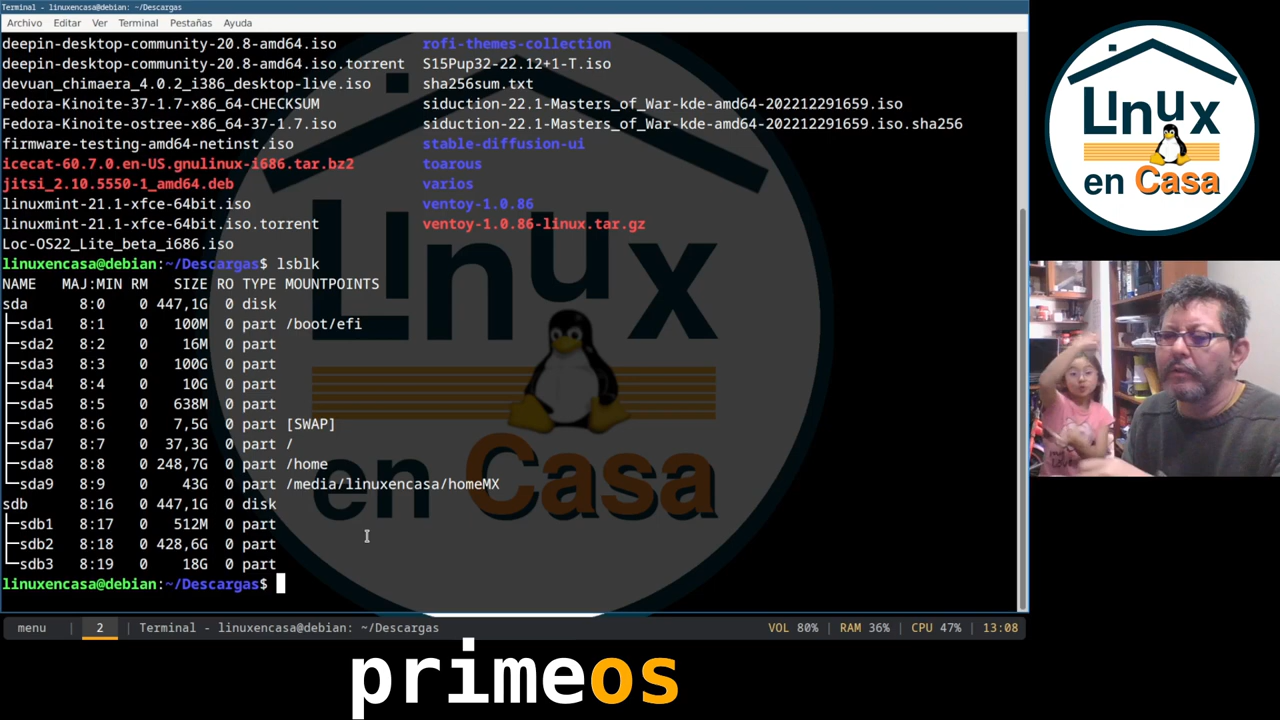 Terminal - linuxencasa@debian: ~/Descargas
Archivo Editar Ver Terminal Pestañas Ayuda
deepin-desktop-community-20.8-amd64.iso rofi-themes-collection
deepin-desktop-community-20.8-amd64.iso.torrent S15Pup32-22.12+1-T.iso
devuan_chimaera_4.0.2_i386_desktop-live.iso sha256sum.txt
Fedora-Kinoite-37-1.7-x86_64-CHECKSUM siduction-22.1-Masters_of_War-kde-amd64-202212291659.iso
Fedora-Kinoite-ostree-x86_64-37-1.7.iso siduction-22.1-Masters_of_War-kde-amd64-202212291659.iso.sha256
firmware-testing-amd64-netinst.iso stable-diffusion-ui
icecat-60.7.0.en-US.gnulinux-i686.tar.bz2 toarous
jitsi_2.10.5550-1_amd64.deb varios
linuxmint-21.1-xfce-64bit.iso ventoy-1.0.86
linuxmint-21.1-xfce-64bit.iso.torrent ventoy-1.0.86-linux.tar.gz
Loc-OS22_Lite_beta_i686.iso
linuxencasa@debian:~/Descargas$ lsblk
NAME MAJ:MIN RM SIZE RO TYPE MOUNTPOINTS
sda 8:0 0 447,1G 0 disk
├─sda1 8:1 0 100M 0 part /boot/efi
├─sda2 8:2 0 16M 0 part
├─sda3 8:3 0 100G 0 part
├─sda4 8:4 0 10G 0 part
├─sda5 8:5 0 638M 0 part
├─sda6 8:6 0 7,5G 0 part [SWAP]
├─sda7 8:7 0 37,3G 0 part /
├─sda8 8:8 0 248,7G 0 part /home
└─sda9 8:9 0 43G 0 part /media/linuxencasa/homeMX
sdb 8:16 0 447,1G 0 disk
├─sdb1 8:17 0 512M 0 part
├─sdb2 8:18 0 428,6G 0 part
└─sdb3 8:19 0 18G 0 part
linuxencasa@debian:~/Descargas$
Linux
en Casa
menu | 2 | Terminal - linuxencasa@debian: ~/Descargas VOL 80% | RAM 36% | CPU 47% | 13:08
primeos
Linux
en Casa